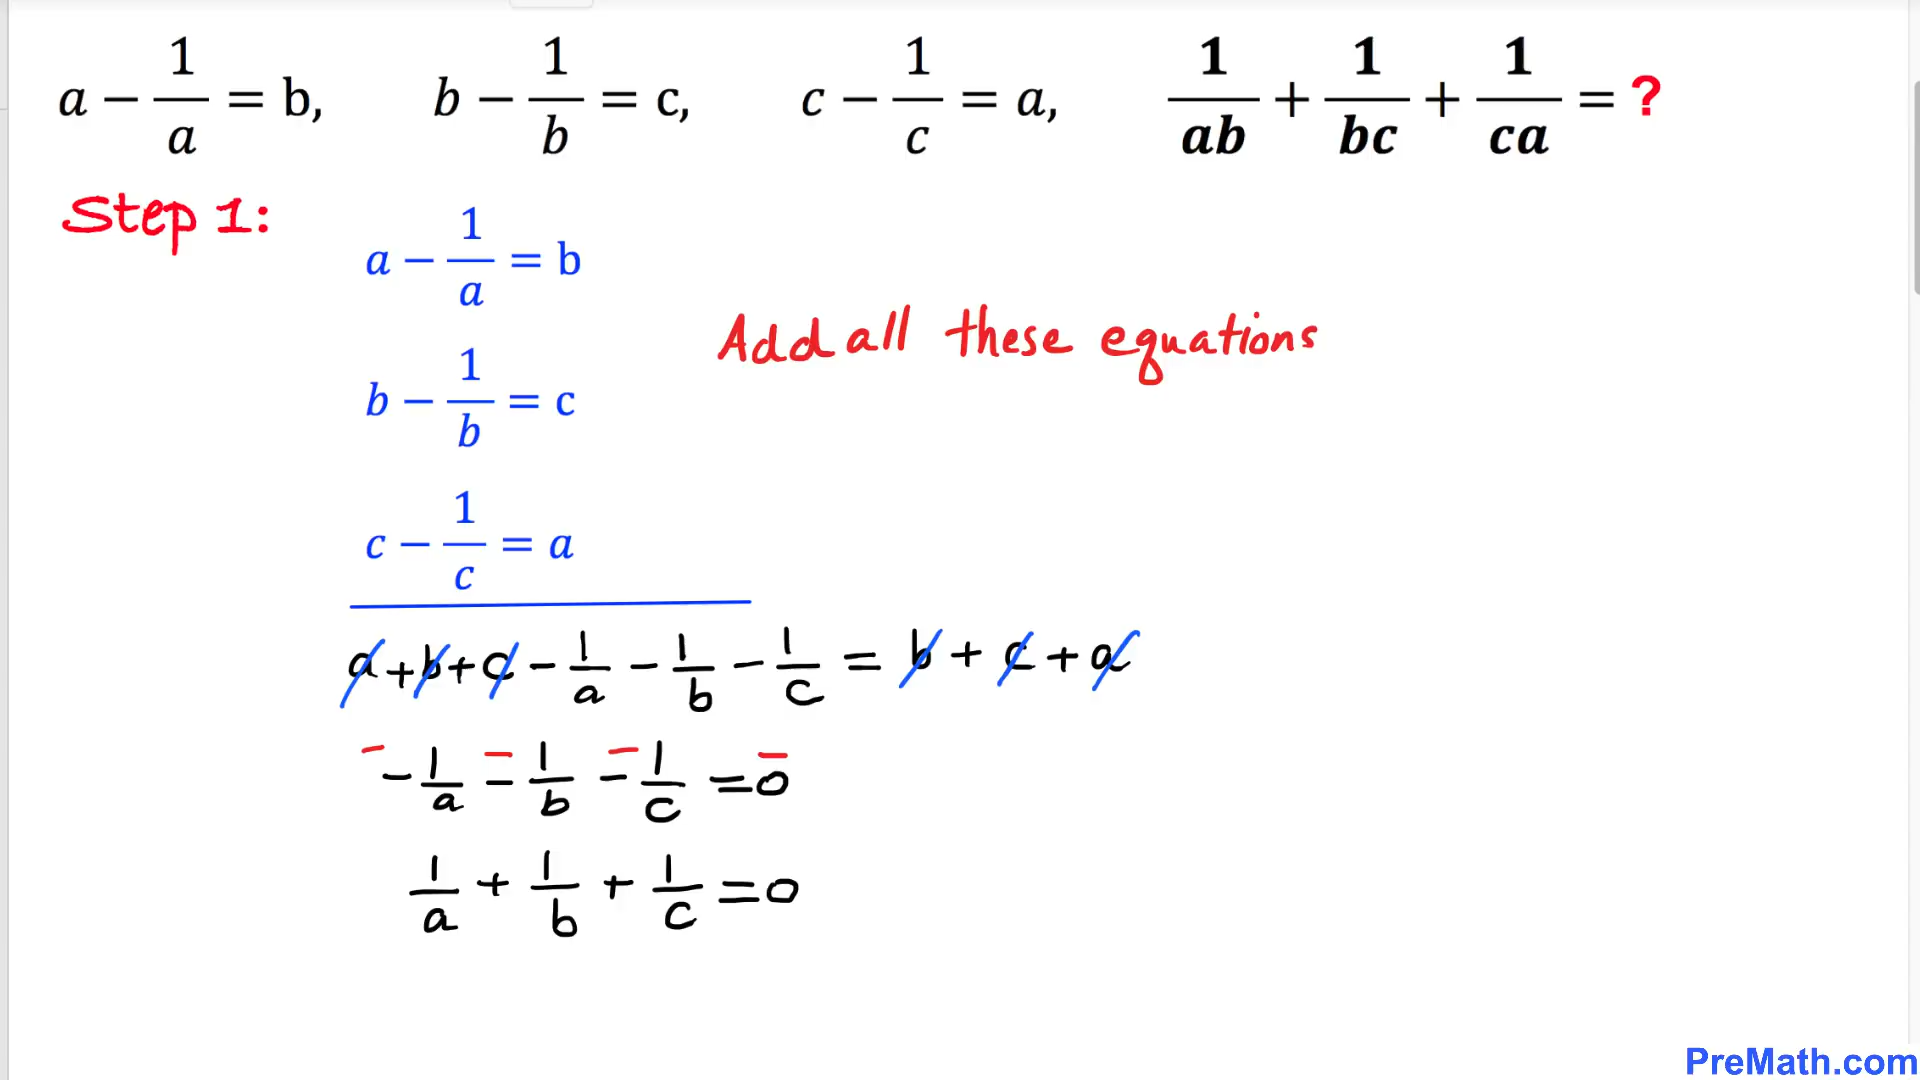 a − 1/a = b,   b − 1/b = c,   c − 1/c = a,   1/ab + 1/bc + 1/ca = ?
Step 1:
a − 1/a = b
Add all these equations
b − 1/b = c
c − 1/c = a
a + b + c − 1/a − 1/b − 1/c = b + c + a
− − 1/a − − 1/b − − 1/c = − 0
1/a + 1/b + 1/c = 0
PreMath.com